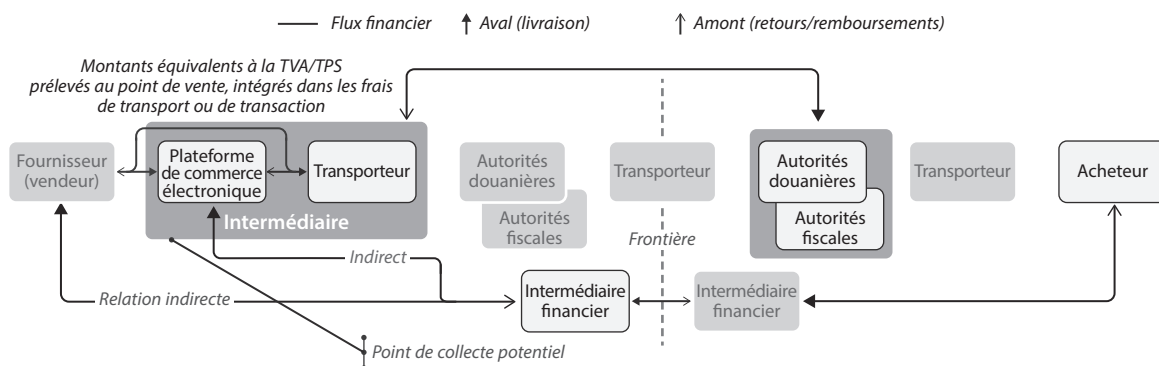 Flux financier
Aval (livraison)
Amont (retours/remboursements)
Montants équivalents à la TVA/TPS
prélevés au point de vente, intégrés dans les frais
de transport ou de transaction
Fournisseur
(vendeur)
Plateforme
de commerce
électronique
Transporteur
Intermédiaire
Autorités
douanières
Autorités
fiscales
Transporteur
Frontière
Autorités
douanières
Autorités
fiscales
Transporteur
Acheteur
Indirect
Relation indirecte
Intermédiaire
financier
Intermédiaire
financier
Point de collecte potentiel